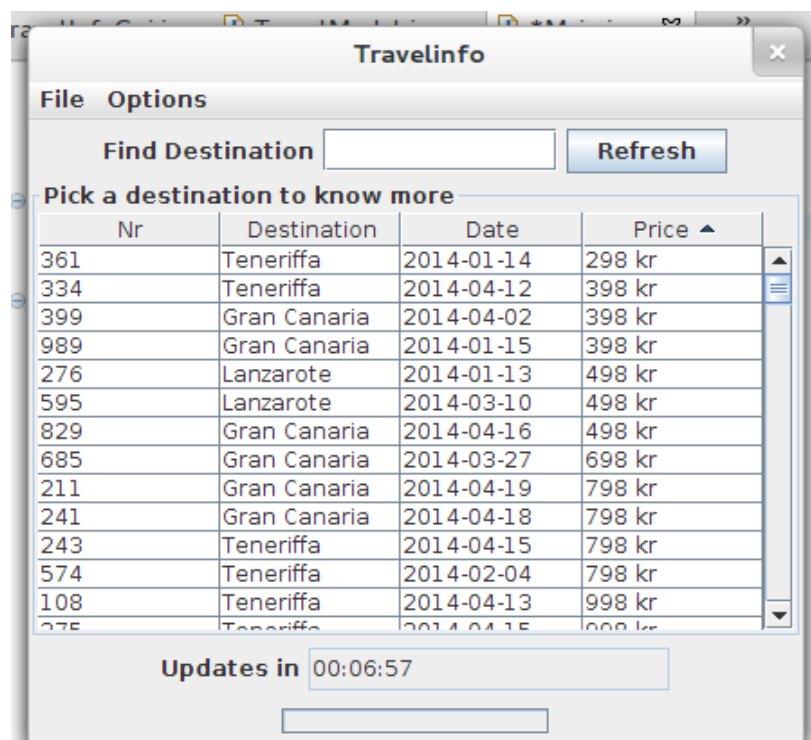 Travelinfo
File Options
Find Destination Refresh
Pick a destination to know more
Nr Destination Date Price
361 Teneriffa 2014-01-14 298 kr
334 Teneriffa 2014-04-12 398 kr
399 Gran Canaria 2014-04-02 398 kr
989 Gran Canaria 2014-01-15 398 kr
276 Lanzarote 2014-01-13 498 kr
595 Lanzarote 2014-03-10 498 kr
829 Gran Canaria 2014-04-16 498 kr
685 Gran Canaria 2014-03-27 698 kr
211 Gran Canaria 2014-04-19 798 kr
241 Gran Canaria 2014-04-18 798 kr
243 Teneriffa 2014-04-15 798 kr
574 Teneriffa 2014-02-04 798 kr
108 Teneriffa 2014-04-13 998 kr
Updates in 00:06:57